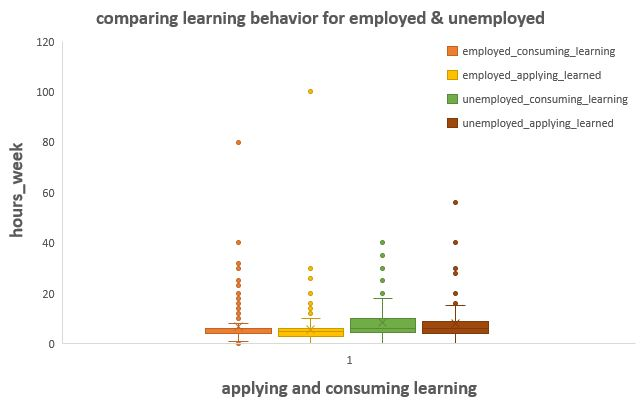 comparing learning behavior for employed & unemployed
120
100
80
60
40
20
0
hours_week
employed_consuming_learning
employed_applying_learned
unemployed_consuming_learning
unemployed_applying_learned
1
applying and consuming learning